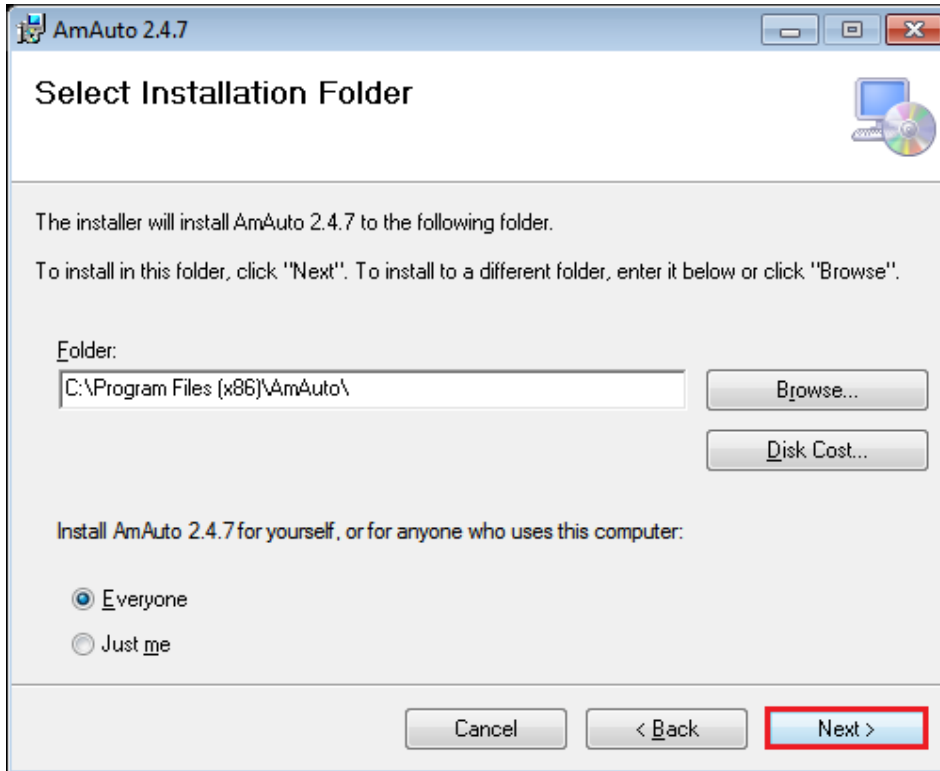 AmAuto 2.4.7
Select Installation Folder
The installer will install AmAuto 2.4.7 to the following folder.
To install in this folder, click "Next". To install to a different folder, enter it below or click "Browse".
Folder:
C:\Program Files (x86)\AmAuto\
Browse...
Disk Cost...
Install AmAuto 2.4.7 for yourself, or for anyone who uses this computer:
Everyone
Just me
Cancel
< Back
Next >